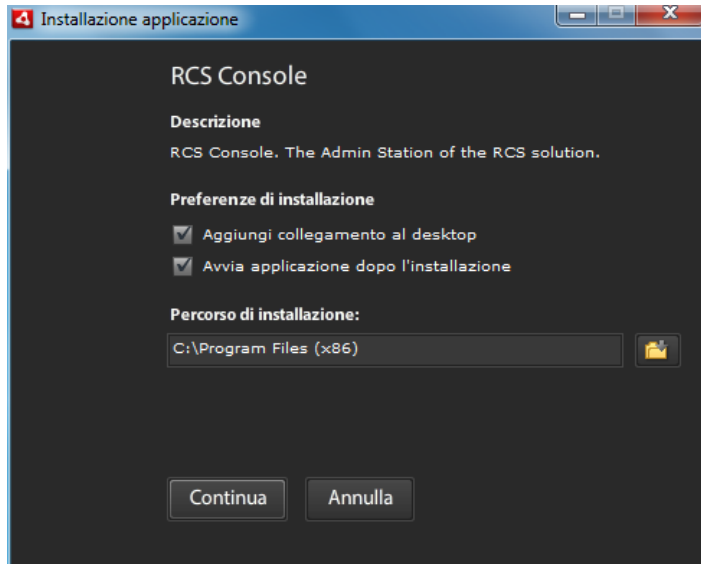 Installazione applicazione
RCS Console
Descrizione
RCS Console. The Admin Station of the RCS solution.
Preferenze di installazione
Aggiungi collegamento al desktop
Avvia applicazione dopo l'installazione
Percorso di installazione:
C:\Program Files (x86)
Continua Annulla